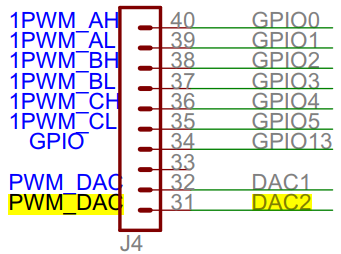 1PWM_AH 40 GPIO0
1PWM_AL 39 GPIO1
1PWM_BH 38 GPIO2
1PWM_BL 37 GPIO3
1PWM_CH 36 GPIO4
1PWM_CL 35 GPIO5
GPIO 34 GPIO13
33
PWM_DAC 32 DAC1
PWM_DAC 31 DAC2
J4